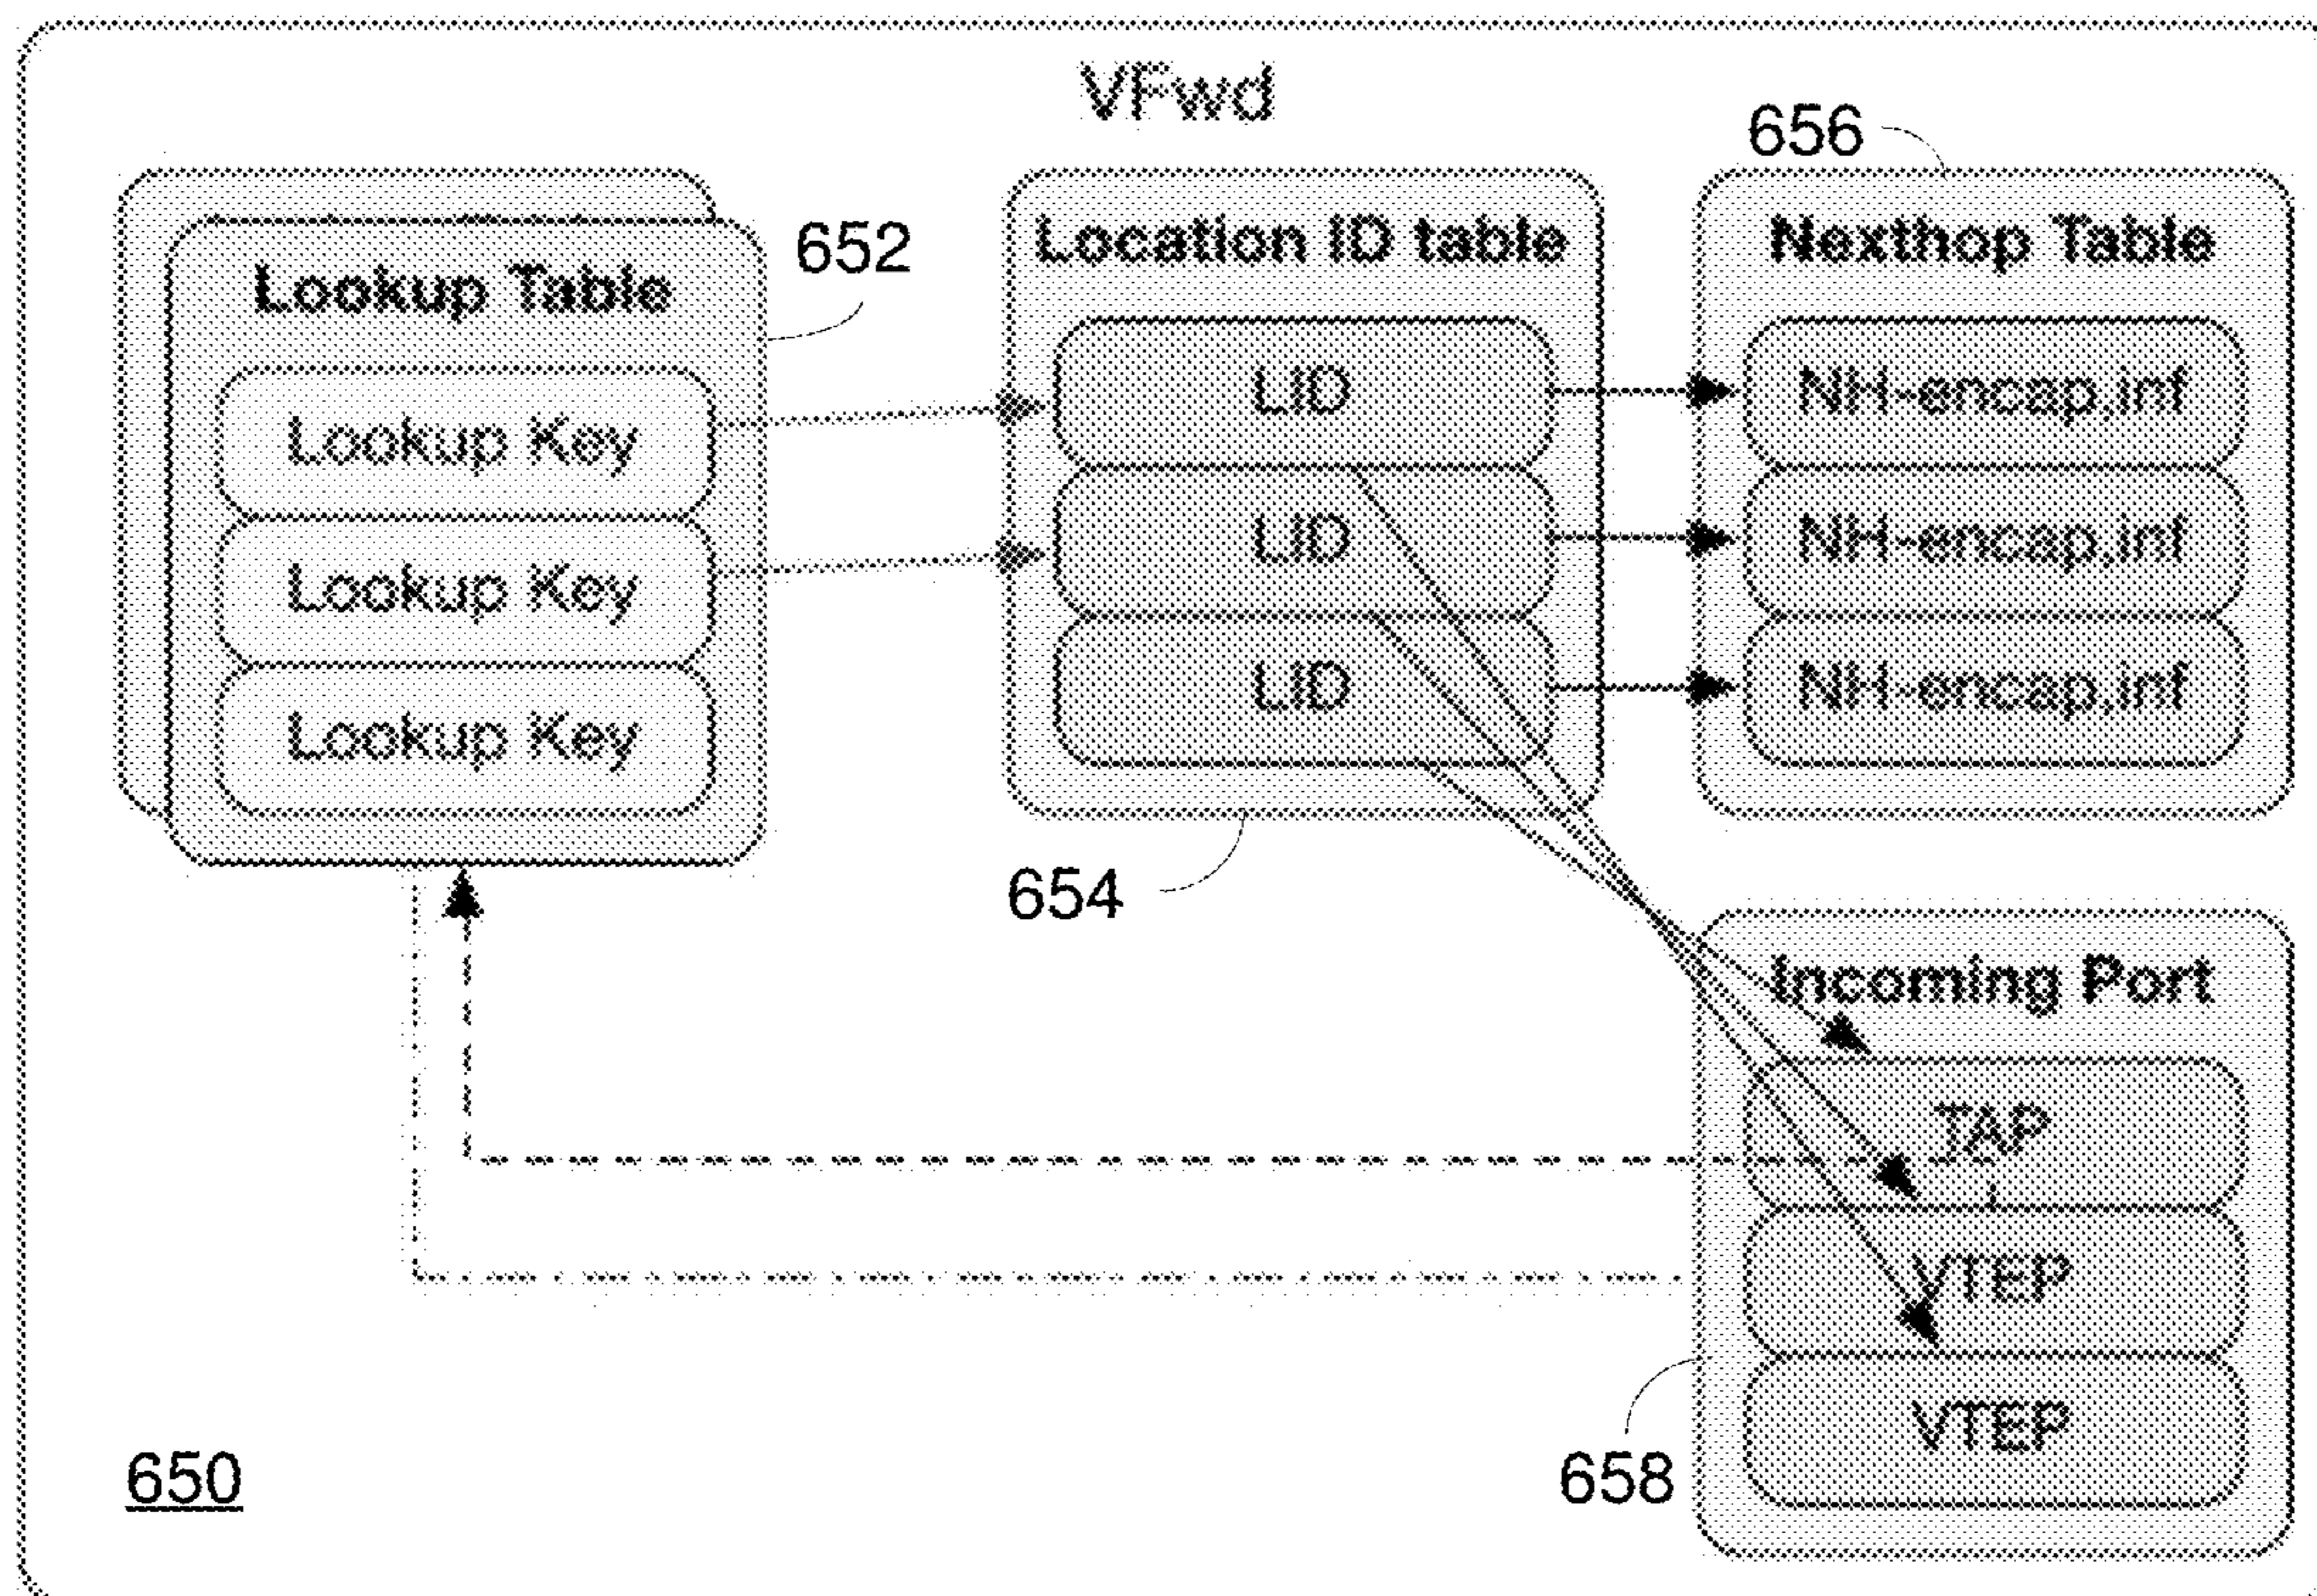 VFwd
656
652
Lookup Table
Lookup Key
Lookup Key
Lookup Key
Location ID table
LID
LID
LID
654
Nexthop Table
NH-encap,inf
NH-encap,inf
NH-encap,inf
Incoming Port
TAP
VTEP
VTEP
658
650